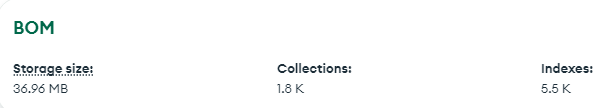 BOM
Storage size: Collections: Indexes:
36.96 MB 1.8 K 5.5 K